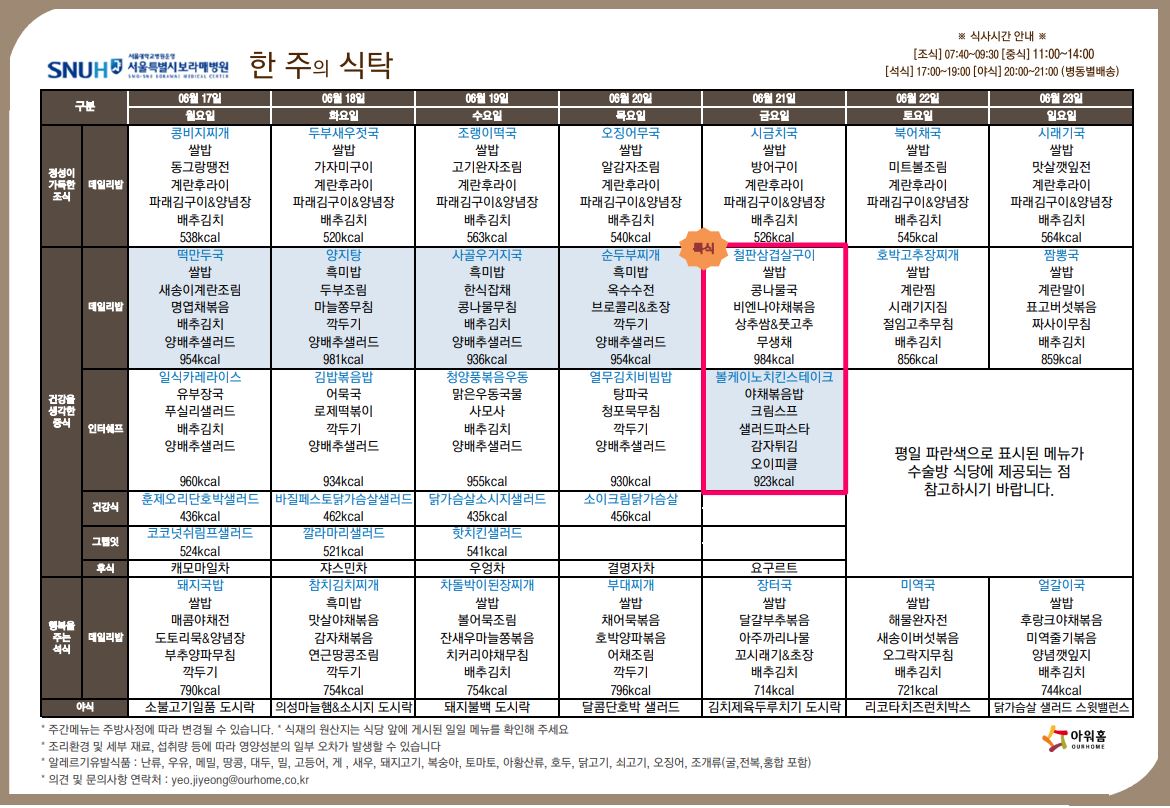 ※ 식사시간 안내 ※
[조식] 07:40~09:30 [중식] 11:00~14:00
[석식] 17:00~19:00 [야식] 20:00~21:00 (병동별배송)
SNUH
서울대학교병원운영
서울특별시보라매병원
SMG-SNU BORAMAE MEDICAL CENTER
한 주의 식탁
구분 06월 17일 06월 18일 06월 19일 06월 20일 06월 21일 06월 22일 06월 23일
월요일 화요일 수요일 목요일 금요일 토요일 일요일
정성이
가득한
조식
데일리밥
콩비지찌개 두부새우젓국 조랭이떡국 오징어무국 시금치국 북어채국 시래기국
쌀밥 쌀밥 쌀밥 쌀밥 쌀밥 쌀밥 쌀밥
동그랑땡전 가자미구이 고기완자조림 알감자조림 방어구이 미트볼조림 맛살깻잎전
계란후라이 계란후라이 계란후라이 계란후라이 계란후라이 계란후라이 계란후라이
파래김구이&양념장 파래김구이&양념장 파래김구이&양념장 파래김구이&양념장 파래김구이&양념장 파래김구이&양념장 파래김구이&양념장
배추김치 배추김치 배추김치 배추김치 배추김치 배추김치 배추김치
538kcal 520kcal 563kcal 540kcal 526kcal 545kcal 564kcal
특식
건강을
생각한
중식
데일리밥
떡만두국 양지탕 사골우거지국 순두부찌개 철판삼겹살구이 호박고추장찌개 짬뽕국
쌀밥 흑미밥 흑미밥 흑미밥 쌀밥 쌀밥 쌀밥
새송이계란조림 두부조림 한식잡채 옥수수전 콩나물국 계란찜 계란말이
명엽채볶음 마늘쫑무침 콩나물무침 브로콜리&초장 비엔나야채볶음 시래기지짐 표고버섯볶음
배추김치 깍두기 배추김치 깍두기 상추쌈&풋고추 절임고추무침 짜사이무침
양배추샐러드 양배추샐러드 양배추샐러드 양배추샐러드 무생채 배추김치 배추김치
954kcal 981kcal 936kcal 954kcal 984kcal 856kcal 859kcal
인터쉐프
일식카레라이스 김밥볶음밥 청양풍볶음우동 열무김치비빔밥 볼케이노치킨스테이크
유부장국 어묵국 맑은우동국물 탕파국 야채볶음밥
푸실리샐러드 로제떡볶이 사모사 청포묵무침 크림스프
배추김치 깍두기 배추김치 깍두기 샐러드파스타
양배추샐러드 양배추샐러드 양배추샐러드 양배추샐러드 감자튀김
오이피클
960kcal 934kcal 955kcal 930kcal 923kcal
평일 파란색으로 표시된 메뉴가
수술방 식당에 제공되는 점
참고하시기 바랍니다.
건강식
훈제오리단호박샐러드 바질페스토닭가슴살샐러드 닭가슴살소시지샐러드 소이크림닭가슴살
436kcal 462kcal 435kcal 456kcal
그랩잇
코코넛쉬림프샐러드 깔라마리샐러드 핫치킨샐러드
524kcal 521kcal 541kcal
후식 캐모마일차 쟈스민차 우엉차 결명자차 요구르트
행복을
주는
석식
데일리밥
돼지국밥 참치김치찌개 차돌박이된장찌개 부대찌개 장터국 미역국 얼갈이국
쌀밥 흑미밥 쌀밥 쌀밥 쌀밥 쌀밥 쌀밥
매콤야채전 맛살야채볶음 볼어묵조림 채어묵볶음 달걀부추볶음 해물완자전 후랑크야채볶음
도토리묵&양념장 감자채볶음 잔새우마늘쫑볶음 호박양파볶음 아주까리나물 새송이버섯볶음 미역줄기볶음
부추양파무침 연근땅콩조림 치커리야채무침 어채조림 꼬시래기&초장 오그락지무침 양념깻잎지
깍두기 깍두기 배추김치 깍두기 배추김치 배추김치 배추김치
790kcal 754kcal 754kcal 796kcal 714kcal 721kcal 744kcal
야식 소불고기일품 도시락 의성마늘햄&소시지 도시락 돼지불백 도시락 달콤단호박 샐러드 김치제육두루치기 도시락 리코타치즈런치박스 닭가슴살 샐러드 스윗밸런스
* 주간메뉴는 주방사정에 따라 변경될 수 있습니다. * 식재의 원산지는 식당 앞에 게시된 일일 메뉴를 확인해 주세요
* 조리환경 및 세부 재료, 섭취량 등에 따라 영양성분의 일부 오차가 발생할 수 있습니다
* 알레르기유발식품 : 난류, 우유, 메밀, 땅콩, 대두, 밀, 고등어, 게 , 새우, 돼지고기, 복숭아, 토마토, 아황산류, 호두, 닭고기, 쇠고기, 오징어, 조개류(굴,전복,홍합 포함)
* 의견 및 문의사항 연락처 : yeo.jiyeong@ourhome.co.kr
아워홈
OURHOME